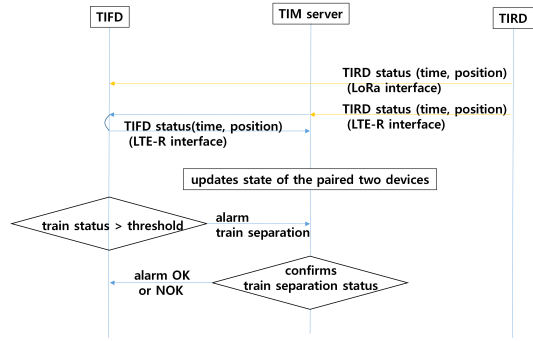 TIFD
TIM server
TIRD
TIRD status (time, position)
(LoRa interface)
TIRD status (time, position)
(LTE-R interface)
TIFD status(time, position)
(LTE-R interface)
updates state of the paired two devices
train status > threshold
alarm
train separation
confirms
train separation status
alarm OK
or NOK